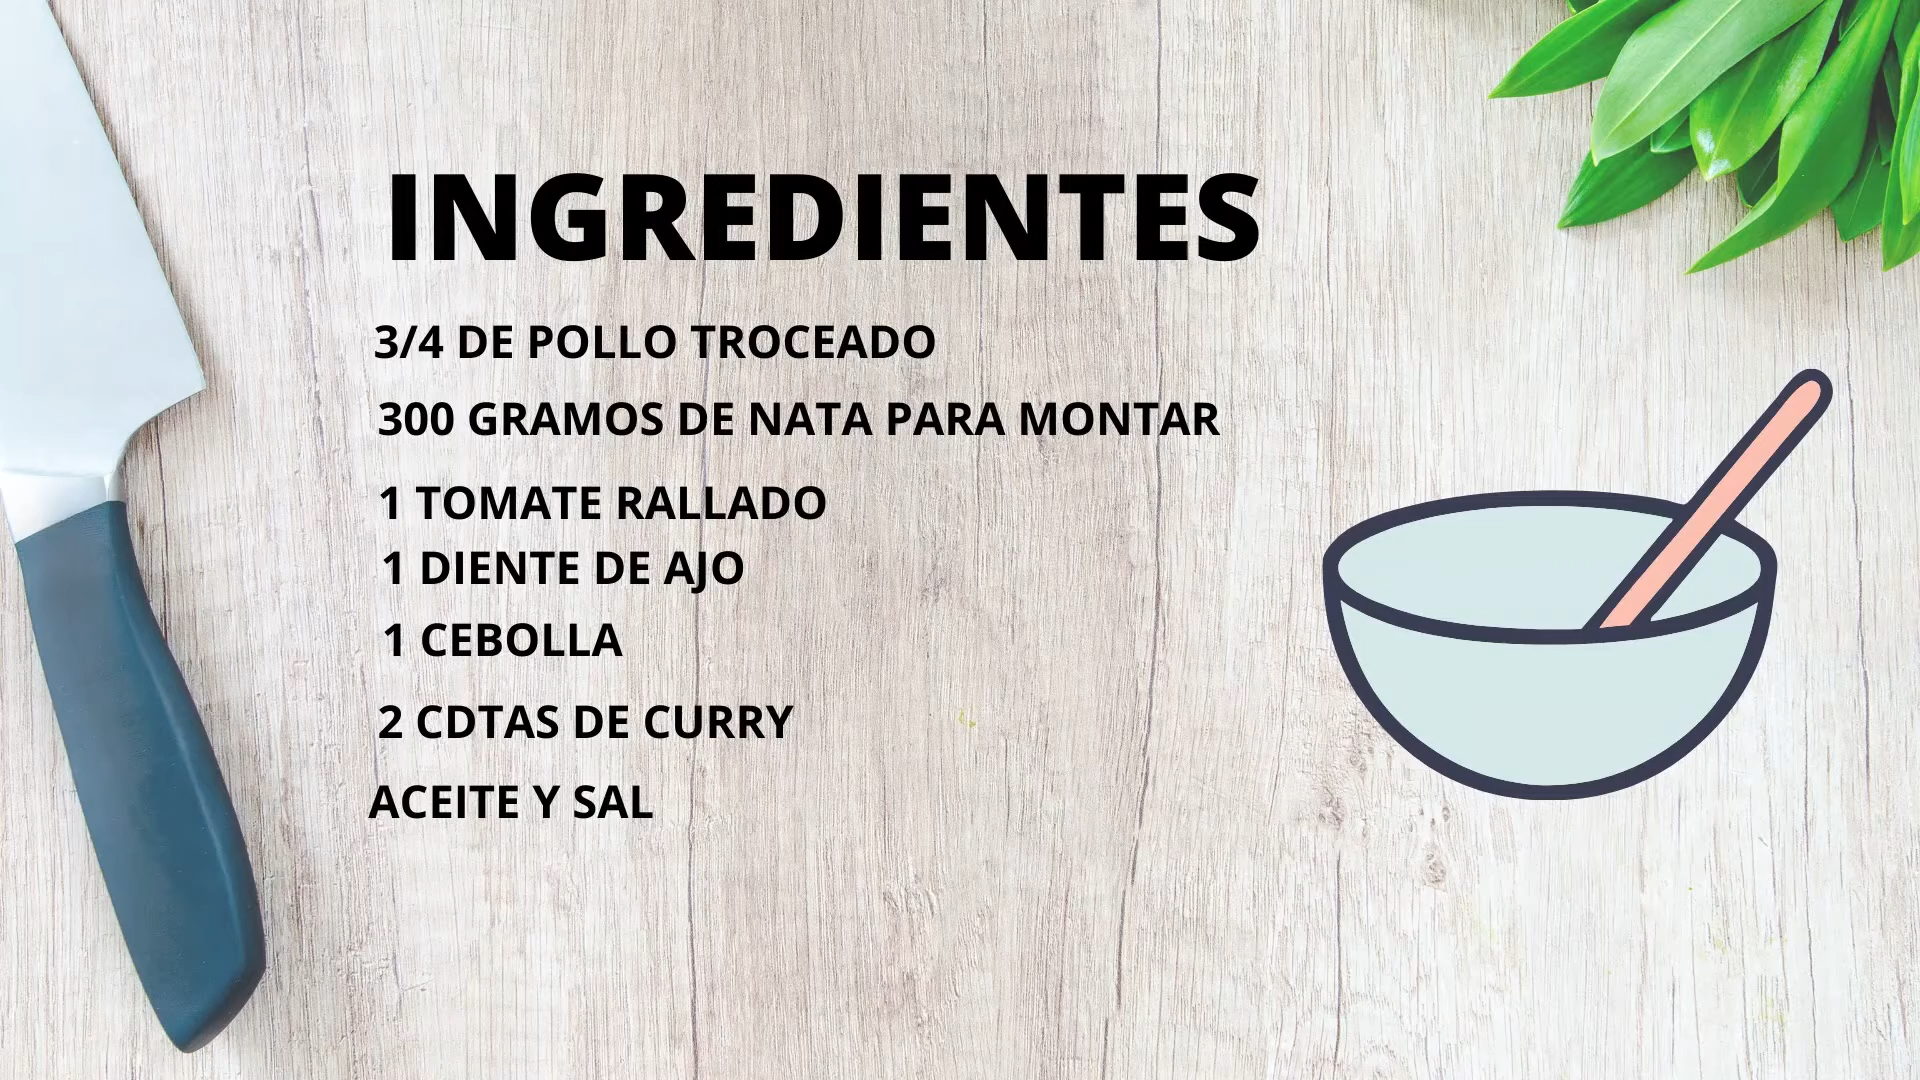 INGREDIENTES
3/4 DE POLLO TROCEADO
300 GRAMOS DE NATA PARA MONTAR
1 TOMATE RALLADO
1 DIENTE DE AJO
1 CEBOLLA
2 CDTAS DE CURRY
ACEITE Y SAL